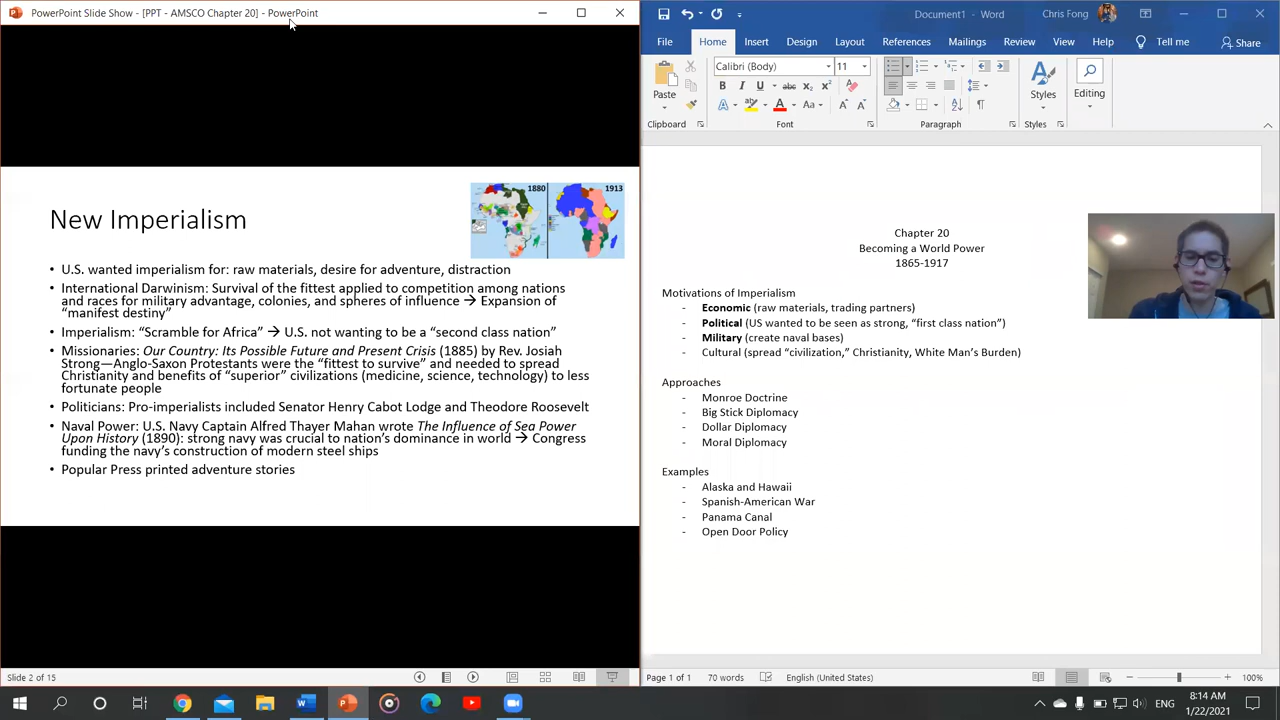 PowerPoint Slide Show - [PPT - AMSCO Chapter 20] - PowerPoint
New Imperialism
1880
1913
• U.S. wanted imperialism for: raw materials, desire for adventure, distraction
• International Darwinism: Survival of the fittest applied to competition among nations
and races for military advantage, colonies, and spheres of influence → Expansion of
"manifest destiny"
• Imperialism: "Scramble for Africa" → U.S. not wanting to be a "second class nation"
• Missionaries: Our Country: Its Possible Future and Present Crisis (1885) by Rev. Josiah
Strong—Anglo-Saxon Protestants were the "fittest to survive" and needed to spread
Christianity and benefits of "superior" civilizations (medicine, science, technology) to less
fortunate people
• Politicians: Pro-imperialists included Senator Henry Cabot Lodge and Theodore Roosevelt
• Naval Power: U.S. Navy Captain Alfred Thayer Mahan wrote The Influence of Sea Power
Upon History (1890): strong navy was crucial to nation's dominance in world → Congress
funding the navy's construction of modern steel ships
• Popular Press printed adventure stories
Slide 2 of 15
Document1 - Word
Chris Fong
File Home Insert Design Layout References Mailings Review View Help Tell me Share
Paste
Calibri (Body) 11
Styles
Editing
Clipboard Font Paragraph Styles
Chapter 20
Becoming a World Power
1865-1917
Motivations of Imperialism
- Economic (raw materials, trading partners)
- Political (US wanted to be seen as strong, "first class nation")
- Military (create naval bases)
- Cultural (spread "civilization," Christianity, White Man's Burden)
Approaches
- Monroe Doctrine
- Big Stick Diplomacy
- Dollar Diplomacy
- Moral Diplomacy
Examples
- Alaska and Hawaii
- Spanish-American War
- Panama Canal
- Open Door Policy
Page 1 of 1 70 words English (United States) 100%
ENG
8:14 AM
1/22/2021